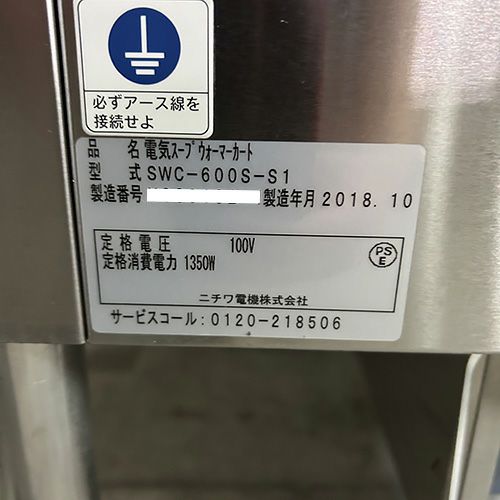 必ずアース線を
接続せよ
品 名 電気スープウォーマーカート
型 式 SWC-600S-S1
製造番号 製造年月 2018.10
定格電圧 100V
定格消費電力 1350W
PSE
ニチワ電機株式会社
サービスコール:0120-218506